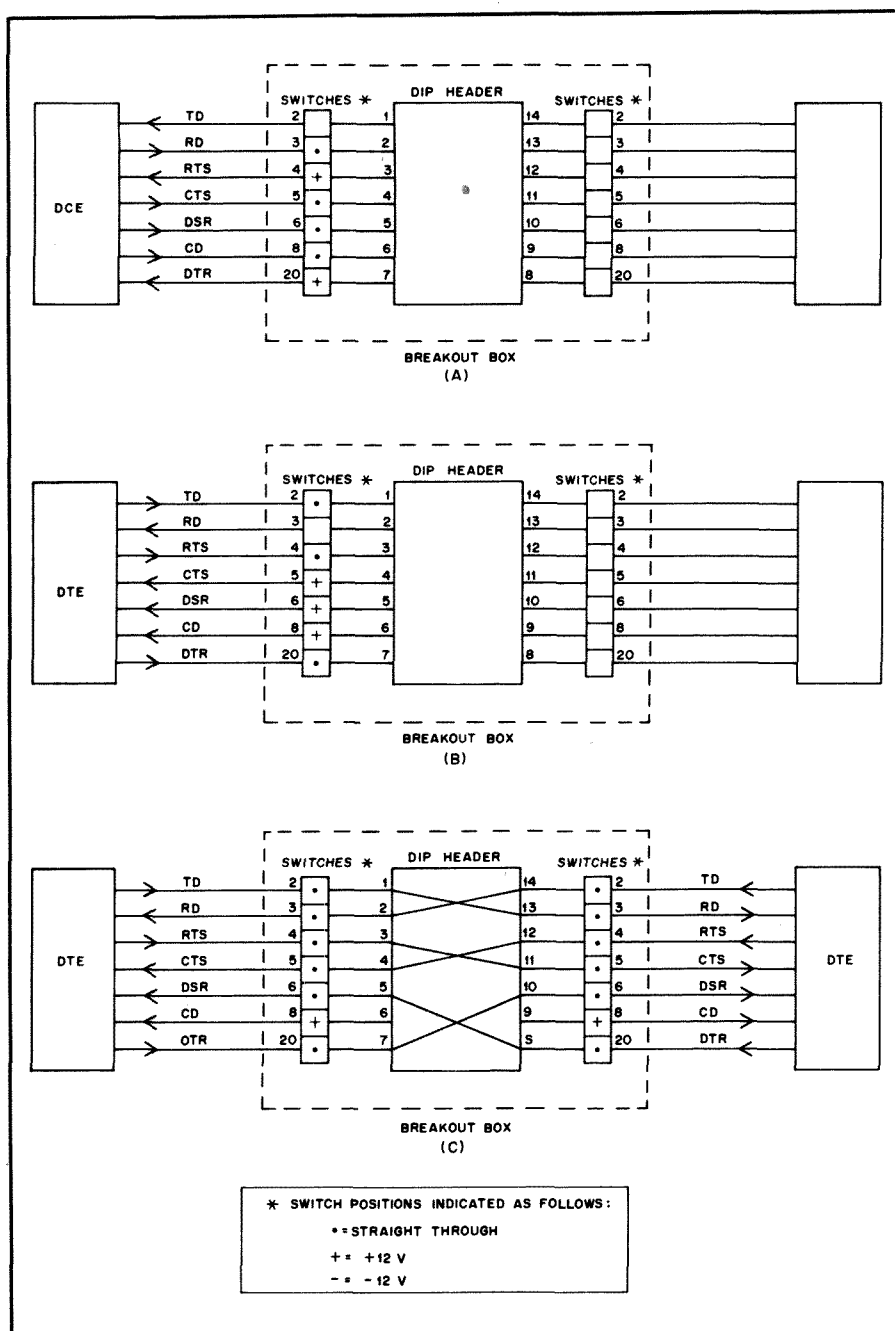 SWITCHES * DIP HEADER SWITCHES *
TD 2 1 14 2
RD 3 • 2 13 3
RTS 4 + 3 12 4
CTS 5 • 4 11 5
DCE
DSR 6 • 5 10 6
CD 8 • 6 9 8
DTR 20 + 7 8 20
BREAKOUT BOX
(A)
SWITCHES * DIP HEADER SWITCHES *
TD 2 • 1 14 2
RD 3 2 13 3
RTS 4 • 3 12 4
CTS 5 + 4 11 5
DTE
DSR 6 + 5 10 6
CD 8 + 6 9 8
DTR 20 • 7 8 20
BREAKOUT BOX
(B)
SWITCHES * DIP HEADER SWITCHES *
TD 2 • 1 14 • 2 TD
RD 3 • 2 13 • 3 RD
RTS 4 • 3 12 • 4 RTS
CTS 5 • 4 11 • 5 CTS
DTE DTE
DSR 6 • 5 10 • 6 DSR
CD 8 + 6 9 + 8 CD
OTR 20 • 7 S • 20 DTR
BREAKOUT BOX
(C)
* SWITCH POSITIONS INDICATED AS FOLLOWS:
• = STRAIGHT THROUGH
+ = +12 V
- = -12 V